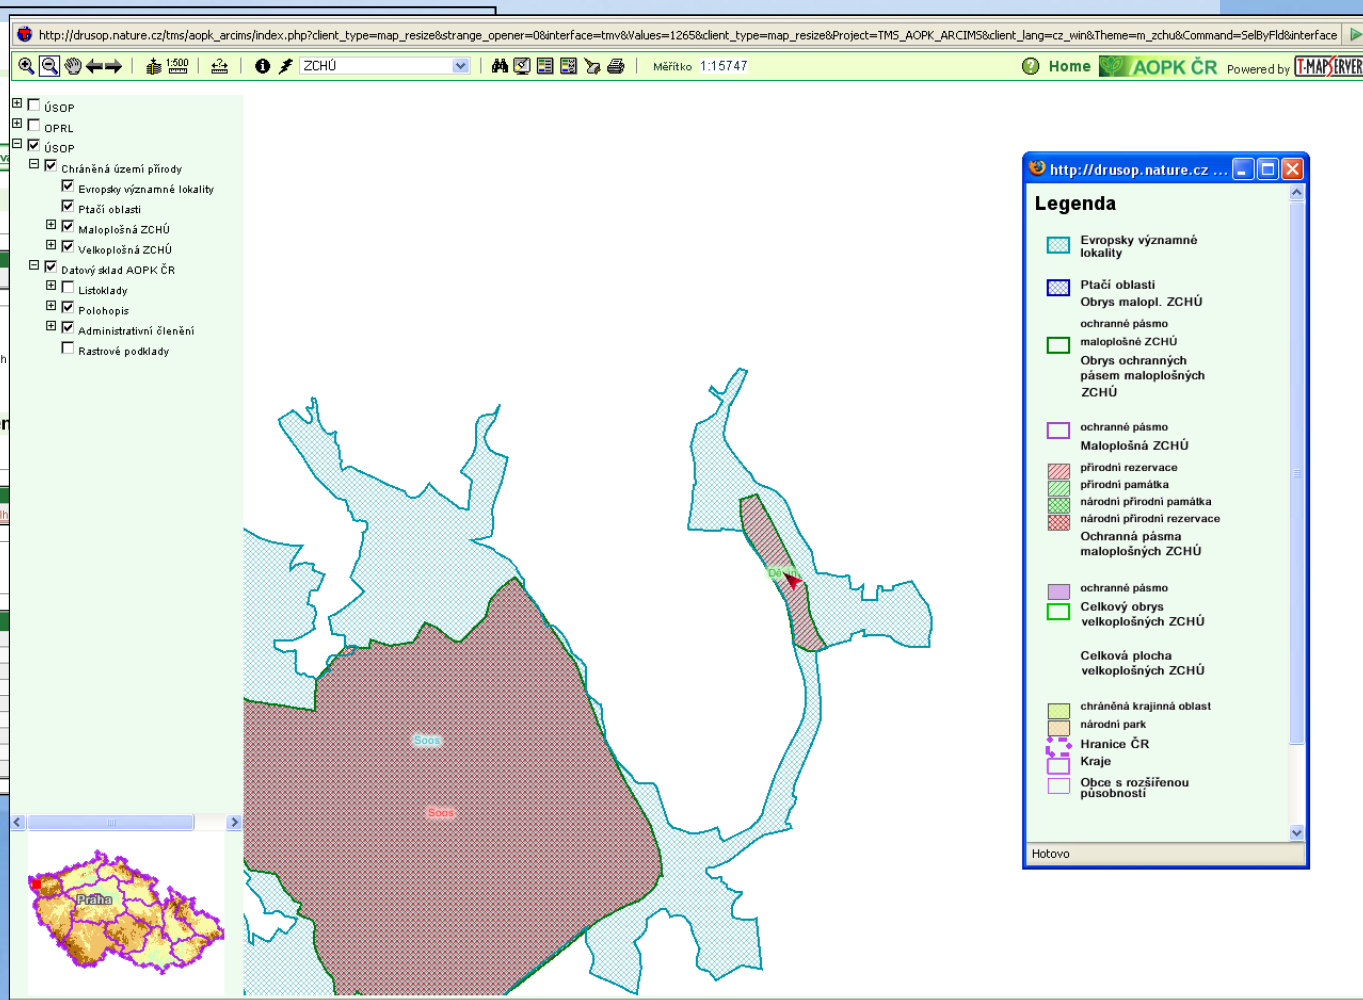 http://drusop.nature.cz/tms/aopk_arcims/index.php?client_type=map_resize&strange_opener=0&interface=tmv&Values=1265&client_type=map_resize&Project=TMS_AOPK_ARCIMS&client_lang=cz_win&Theme=m_zchu&Command=SelByFld&interface
1:500
ZCHÚ
Měřítko 1:15747
Home
AOPK ČR
Powered by T-MAPSERVER
ÚSOP
OPRL
ÚSOP
Chráněná území přírody
Evropsky významné lokality
Ptačí oblasti
Maloplošná ZCHÚ
Velkoplošná ZCHÚ
Datový sklad AOPK ČR
Listoklady
Polohopis
Administrativní členění
Rastrové podklady
Soos
Soos
Praha
http://drusop.nature.cz ...
Legenda
Evropsky významné
lokality
Ptačí oblasti
Obrys malopl. ZCHÚ
ochranné pásmo
maloplošné ZCHÚ
Obrys ochranných
pásem maloplošných
ZCHÚ
ochranné pásmo
Maloplošná ZCHÚ
přírodní rezervace
přírodní památka
národní přírodní památka
národní přírodní rezervace
Ochranná pásma
maloplošných ZCHÚ
ochranné pásmo
Celkový obrys
velkoplošných ZCHÚ
Celková plocha
velkoplošných ZCHÚ
chráněná krajinná oblast
národní park
Hranice ČR
Kraje
Obce s rozšířenou
působností
Hotovo